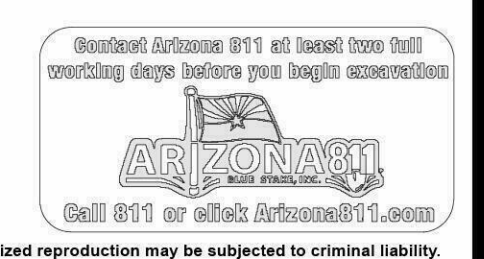 Contact Arizona 811 at least two full
working days before you begin excavation
ARIZONA811
BLUE STAKE, INC.
Call 811 or click Arizona811.com
ized reproduction may be subjected to criminal liability.